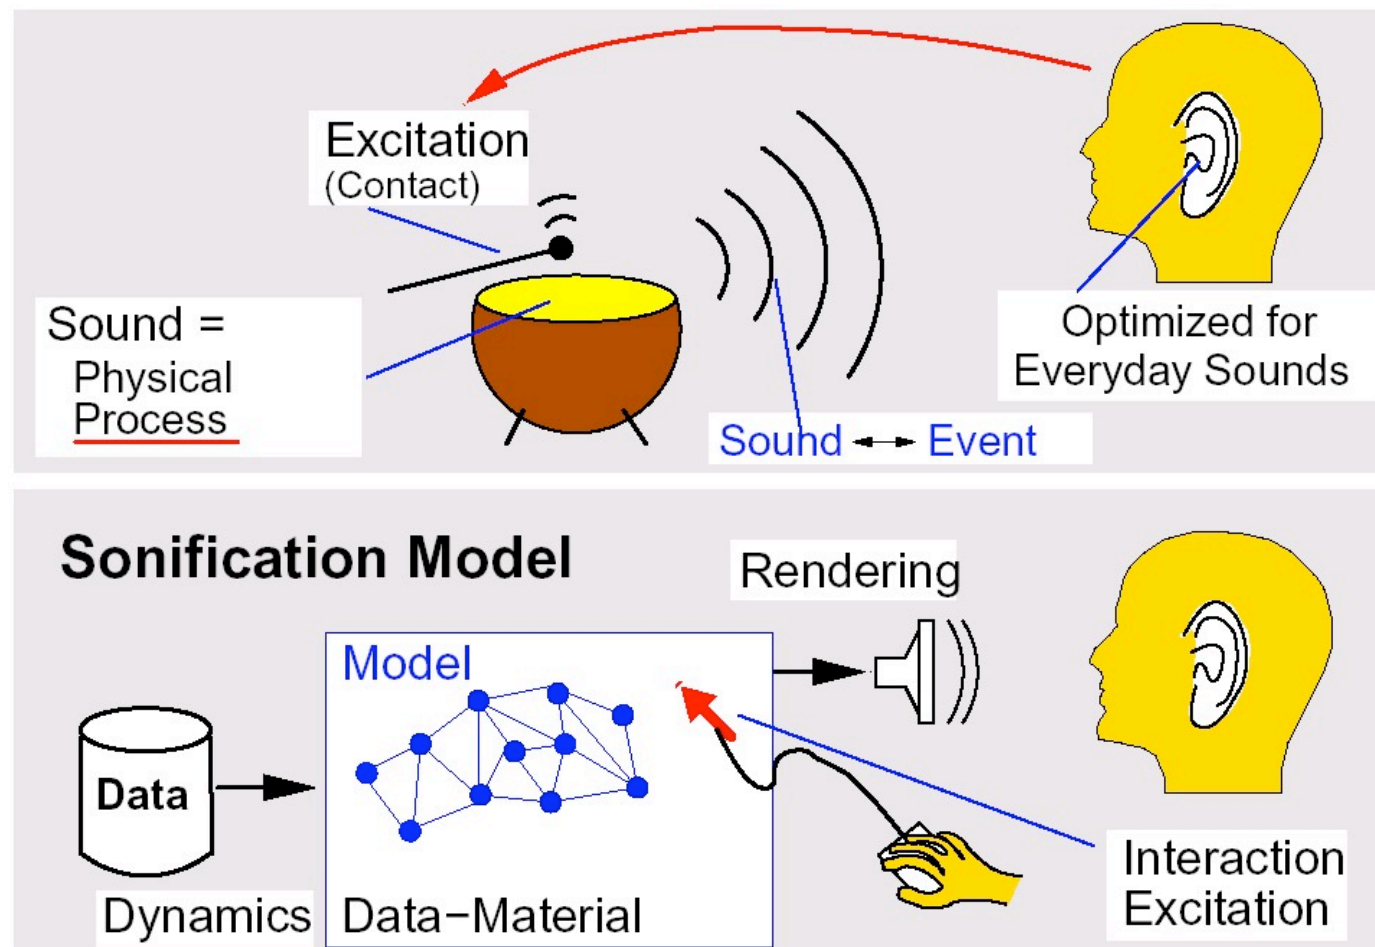 Excitation
(Contact)
Sound =
Physical
Process
Optimized for
Everyday Sounds
Sound Event
Sonification Model
Rendering
Model
Data
Dynamics
Data-Material
Interaction
Excitation